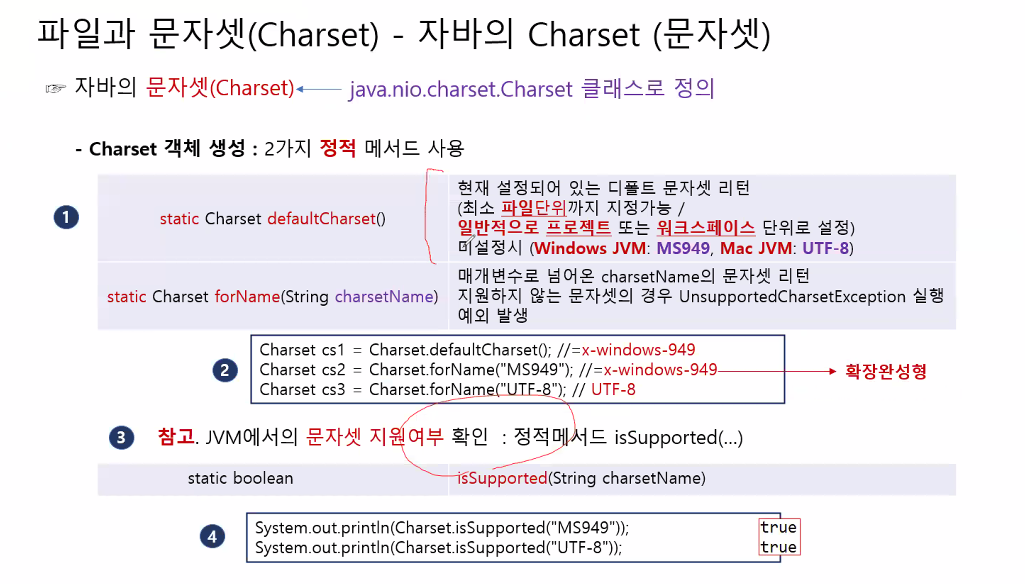 파일과 문자셋(Charset) - 자바의 Charset (문자셋)
☞ 자바의 문자셋(Charset) java.nio.charset.Charset 클래스로 정의
- Charset 객체 생성 : 2가지 정적 메서드 사용
1
static Charset defaultCharset()
현재 설정되어 있는 디폴트 문자셋 리턴
(최소 파일단위까지 지정가능 /
일반적으로 프로젝트 또는 워크스페이스 단위로 설정)
미설정시 (Windows JVM: MS949, Mac JVM: UTF-8)
static Charset forName(String charsetName)
매개변수로 넘어온 charsetName의 문자셋 리턴
지원하지 않는 문자셋의 경우 UnsupportedCharsetException 실행
예외 발생
2
Charset cs1 = Charset.defaultCharset(); //=x-windows-949
Charset cs2 = Charset.forName("MS949"); //=x-windows-949 확장완성형
Charset cs3 = Charset.forName("UTF-8"); // UTF-8
3 참고. JVM에서의 문자셋 지원여부 확인 : 정적메서드 isSupported(...)
static boolean isSupported(String charsetName)
4
System.out.println(Charset.isSupported("MS949")); true
System.out.println(Charset.isSupported("UTF-8")); true